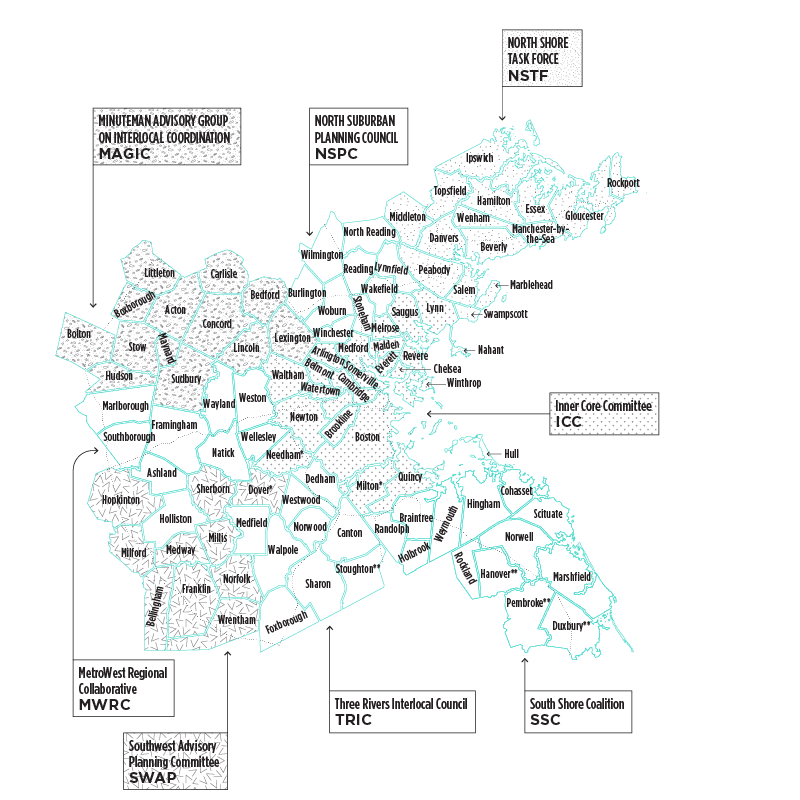 NORTH SHORE
TASK FORCE
NSTF
MINUTEMAN ADVISORY GROUP
ON INTERLOCAL COORDINATION
MAGIC
NORTH SUBURBAN
PLANNING COUNCIL
NSPC
Ipswich
Rockport
Topsfield
Hamilton
Essex
Gloucester
Middleton
Wenham
Manchester-by-
the-Sea
North Reading
Danvers
Beverly
Wilmington
Reading
Lynnfield
Peabody
Littleton
Carlisle
Wakefield
Salem
Marblehead
Bedford
Burlington
Boxborough
Acton
Woburn
Stoneham
Saugus
Lynn
Swampscott
Concord
Melrose
Bolton
Stow
Maynard
Lincoln
Lexington
Winchester
Medford
Malden
Nahant
Arlington
Somerville
Everett
Revere
Chelsea
Hudson
Sudbury
Waltham
Belmont
Cambridge
Watertown
Winthrop
Marlborough
Wayland
Weston
Newton
Brookline
Inner Core Committee
ICC
Framingham
Southborough
Wellesley
Boston
Natick
Needham*
Hull
Ashland
Sherborn
Dover*
Dedham
Milton*
Quincy
Hopkinton
Westwood
Cohasset
Hingham
Holliston
Medfield
Norwood
Canton
Randolph
Braintree
Weymouth
Scituate
Milford
Medway
Millis
Walpole
Holbrook
Norwell
Stoughton**
Rockland
Hanover**
Marshfield
Bellingham
Franklin
Norfolk
Sharon
Pembroke**
Wrentham
Foxborough
Duxbury**
MetroWest Regional
Collaborative
MWRC
Three Rivers Interlocal Council
TRIC
South Shore Coalition
SSC
Southwest Advisory
Planning Committee
SWAP